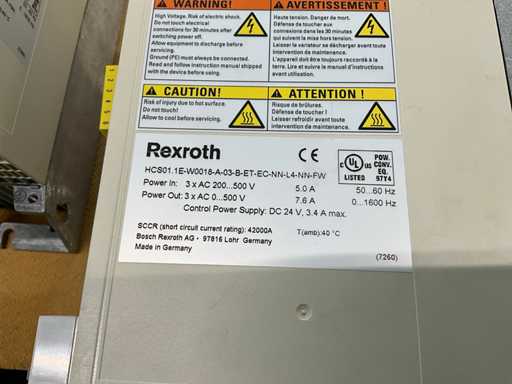 WARNING!
High Voltage. Risk of electric shock.
Do not touch electrical
connections for 30 minutes after
switching power off.
Allow equipment to discharge before
servicing.
Ground (PE) must always be connected.
Read and follow instruction manual shipped
with the device before using.
AVERTISSEMENT!
Haute tension. Danger de mort.
Ne pas toucher aux
connexions dans les 30 minutes
qui suivent la mise hors tension.
Laisser le variateur se décharger avant
toute intervention de maintenance.
L'appareil doit être toujours raccordé à la
terre. Lire et suivre le manuel d'instructions
avant emploi.
CAUTION!
Risk of injury due to hot surface.
Do not touch!
Allow to cool before servicing.
ATTENTION !
Risque de brûlures.
Défense de toucher !
Laisser refroidir avant toute
intervention de maintenance.
Rexroth
CE
UL
C US
LISTED
POW.
CONV.
EQ.
97Y4
HCS01.1E-W0018-A-03-B-ET-EC-NN-L4-NN-FW
Power In: 3 x AC 200...500 V 5.0 A 50...60 Hz
Power Out: 3 x AC 0...500 V 7.6 A 0...1600 Hz
Control Power Supply: DC 24 V, 3.4 A max.
SCCR (short circuit current rating): 42000A T(amb):40 °C
Bosch Rexroth AG • 97816 Lohr Germany
Made in Germany
(7260)